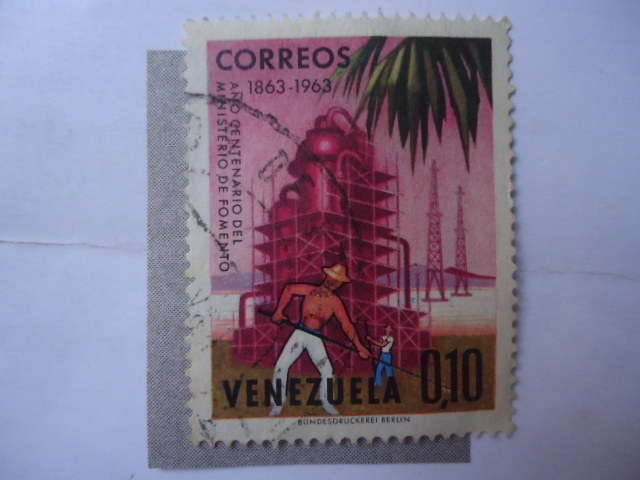 CORREOS
1863-1963
AÑO CENTENARIO DEL
MINISTERIO DE FOMENTO
VENEZUELA 0,10
BUNDESDRUCKEREI BERLIN